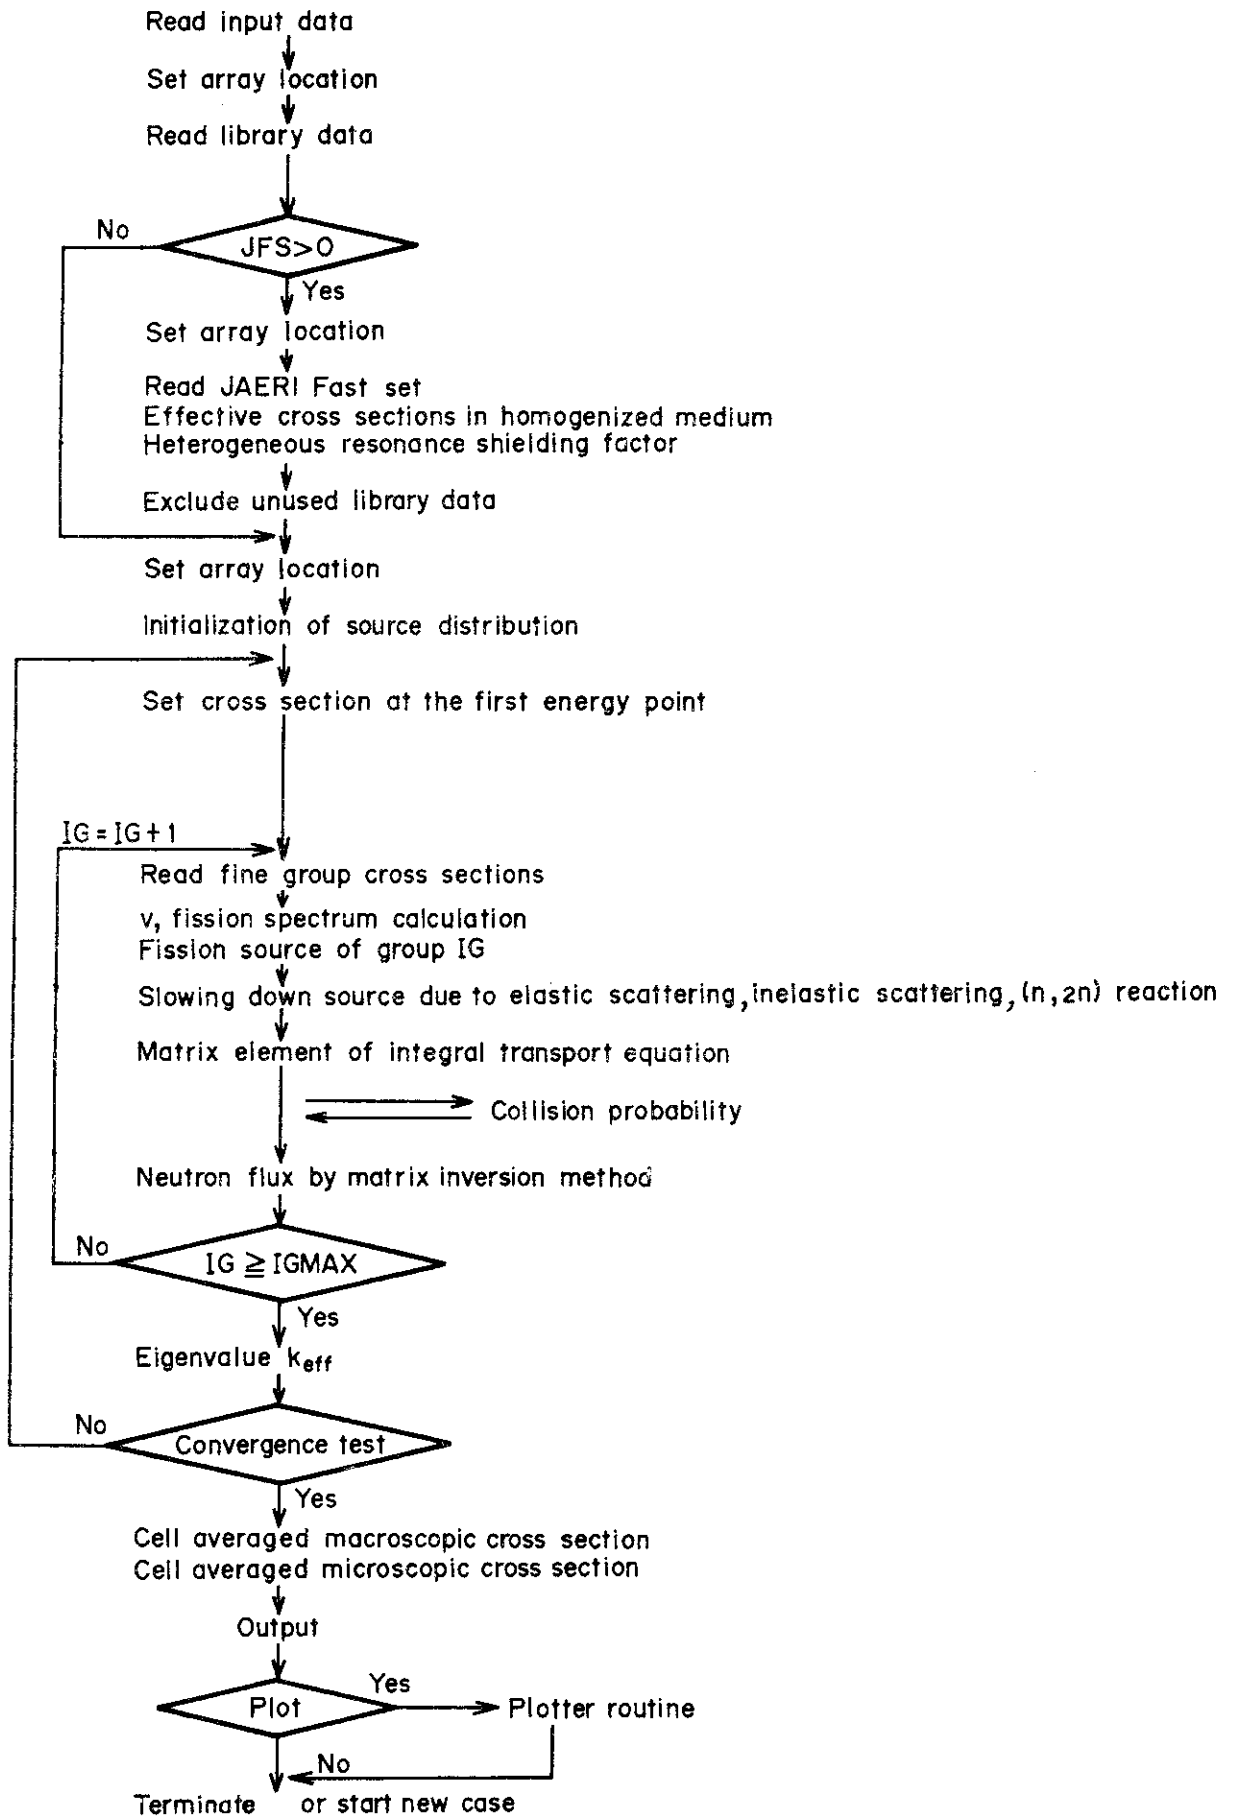 Read input data
Set array location
Read library data
No
JFS>0
Yes
Set array location
Read JAERI Fast set
Effective cross sections in homogenized medium
Heterogeneous resonance shielding factor
Exclude unused library data
Set array location
Initialization of source distribution
Set cross section at the first energy point
IG = IG + 1
Read fine group cross sections
ν, fission spectrum calculation
Fission source of group IG
Slowing down source due to elastic scattering, inelastic scattering, (n, 2n) reaction
Matrix element of integral transport equation
Collision probability
Neutron flux by matrix inversion method
No
IG ≧ IGMAX
Yes
Eigenvalue keff
No
Convergence test
Yes
Cell averaged macroscopic cross section
Cell averaged microscopic cross section
Output
Yes
Plot
Plotter routine
No
Terminate or start new case